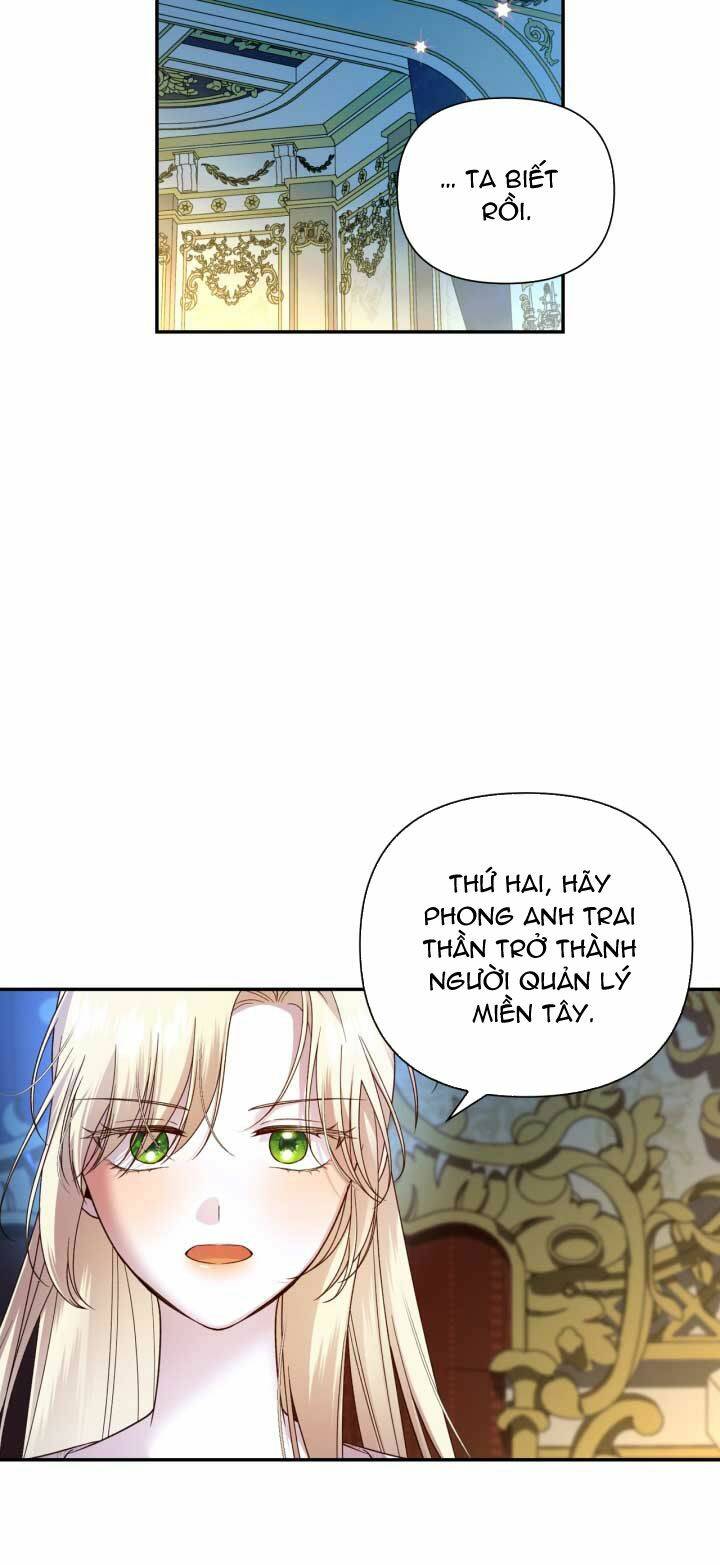 ... TA BIẾT
RỒI.
THỨ HAI, HÃY
PHONG ANH TRAI
THẦN TRỞ THÀNH
NGƯỜI QUẢN LÝ
MIỀN TÂY.